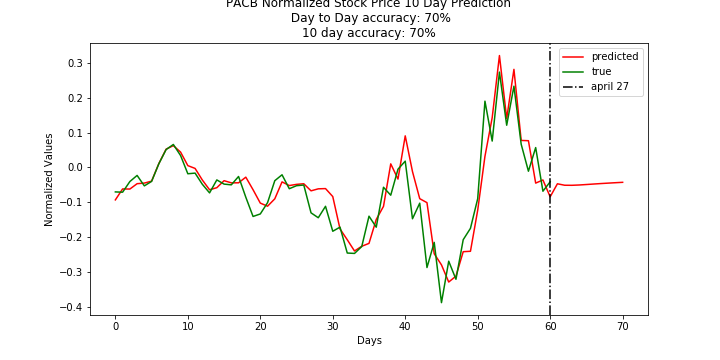 PACB Normalized Stock Price 10 Day Prediction
Day to Day accuracy: 70%
10 day accuracy: 70%
predicted
true
april 27
Normalized Values
0.3
0.2
0.1
0.0
−0.1
−0.2
−0.3
−0.4
0 10 20 30 40 50 60 70
Days